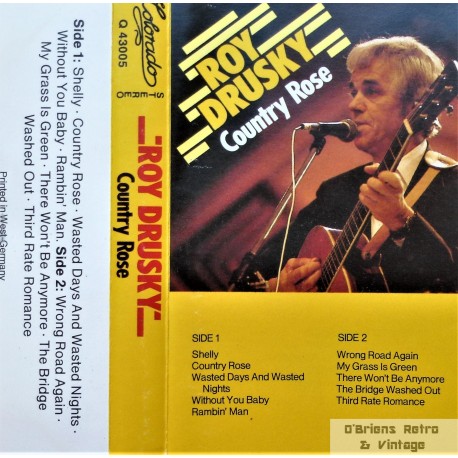 Side 1: Shelly · Country Rose · Wasted Days And Wasted Nights ·
Without You Baby · Rambin' Man. Side 2: Wrong Road Again ·
My Grass Is Green · There Won't Be Anymore · The Bridge
Washed Out · Third Rate Romance
Printed in West-Germany
Colorado
Q 43005
STEREO
"ROY DRUSKY"
Country Rose
ROY
DRUSKY
Country Rose
SIDE 1
Shelly
Country Rose
Wasted Days And Wasted
Nights
Without You Baby
Rambin' Man
SIDE 2
Wrong Road Again
My Grass is Green
There Won't Be Anymore
The Bridge Washed Out
Third Rate Romance
O'Briens Retro
& Vintage